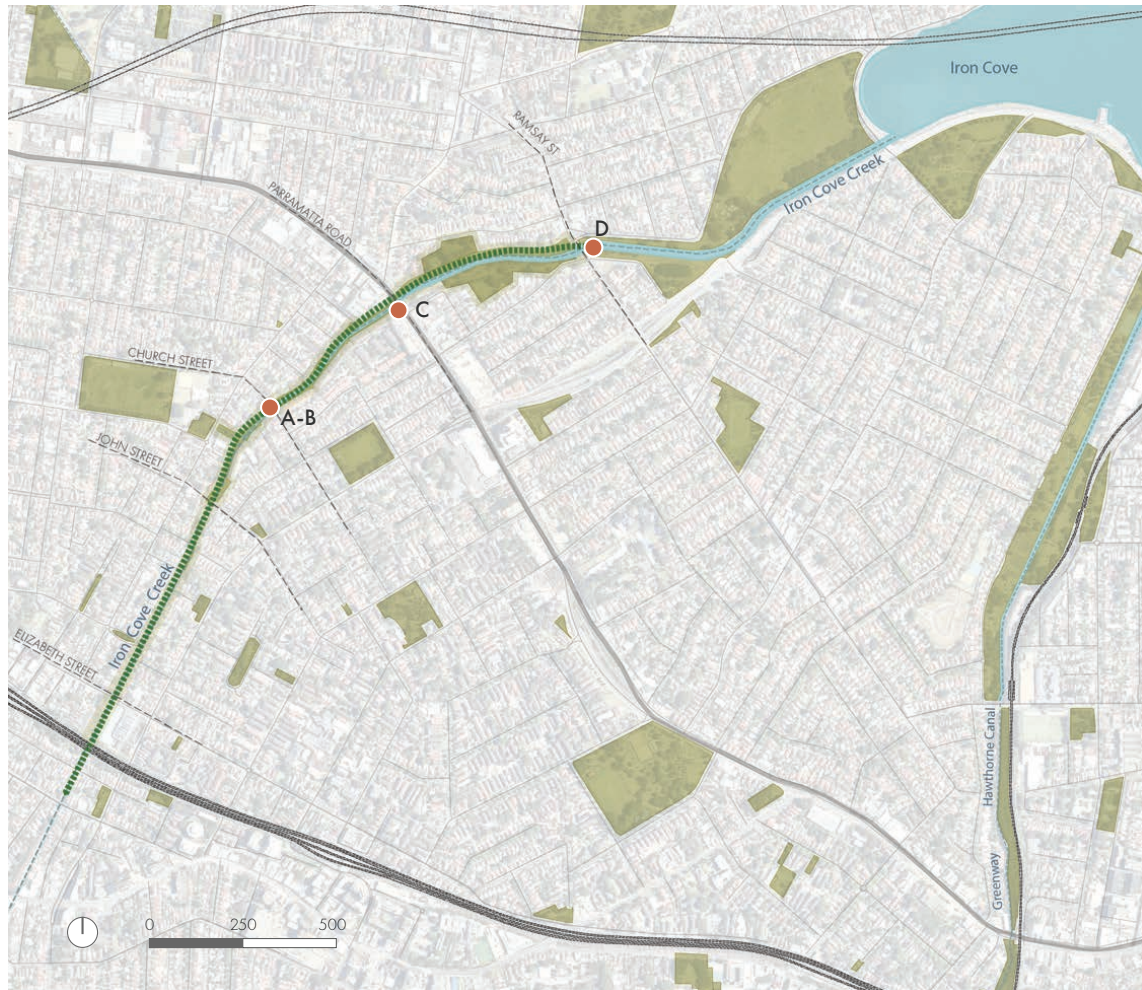 Iron Cove
RAMSAY ST
Iron Cove Creek
PARRAMATTA ROAD
D
C
CHURCH STREET
A-B
JOHN STREET
Iron Cove Creek
ELIZABETH STREET
Hawthorne Canal
Greenway
0 250 500